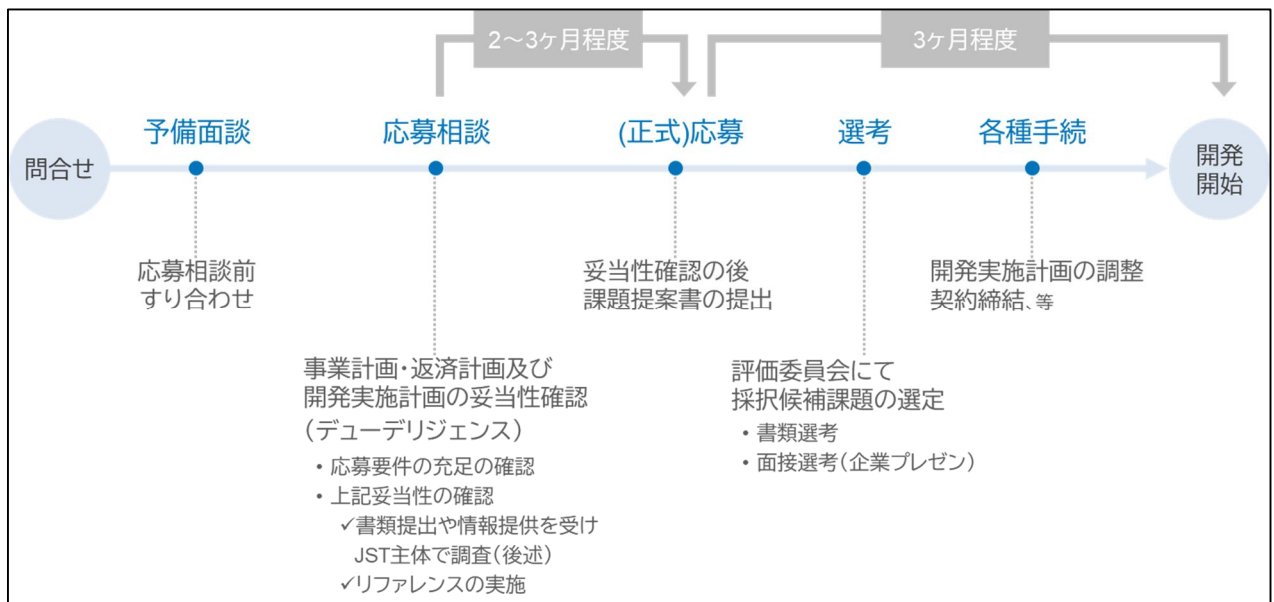 2～3ヶ月程度
3ヶ月程度
問合せ
予備面談
応募相談
(正式)応募
選考
各種手続
開発
開始
応募相談前
すり合わせ
事業計画・返済計画及び
開発実施計画の妥当性確認
（デューデリジェンス）
・応募要件の充足の確認
・上記妥当性の確認
✓書類提出や情報提供を受け
JST主体で調査（後述）
✓リファレンスの実施
妥当性確認の後
課題提案書の提出
評価委員会にて
採択候補課題の選定
・書類選考
・面接選考（企業プレゼン）
開発実施計画の調整
契約締結、等